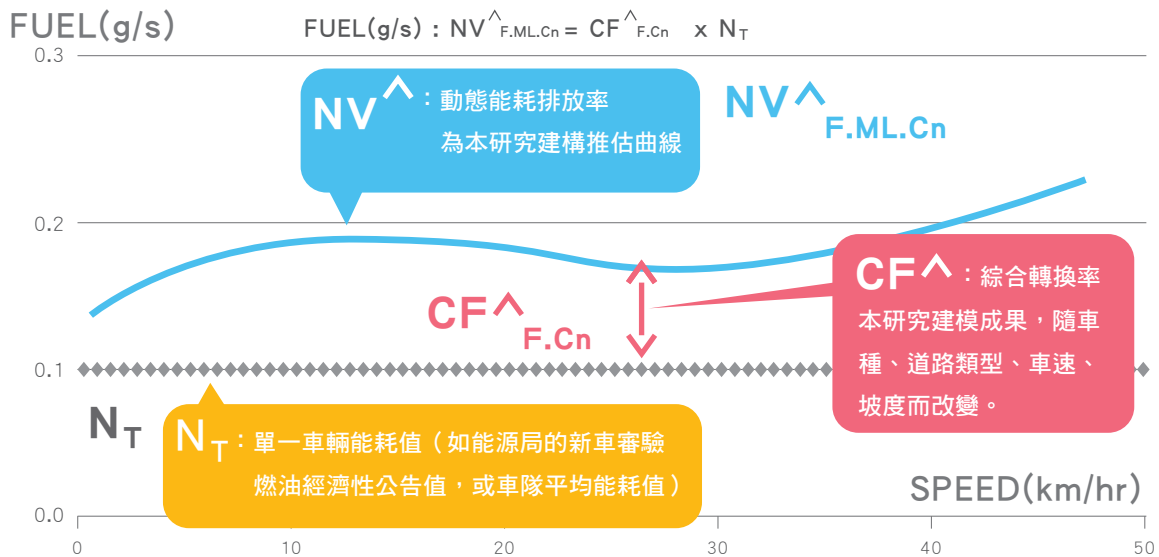 FUEL(g/s)
FUEL(g/s) : NV^F.ML.Cn = CF^F.Cn x NT
0.3
NV^：動態能耗排放率
為本研究建構推估曲線
NV^F.ML.Cn
0.2
CF^F.Cn
CF^：綜合轉換率
本研究建模成果，隨車
種、道路類型、車速、
坡度而改變。
0.1
NT
NT：單一車輛能耗值（如能源局的新車審驗
燃油經濟性公告值，或車隊平均能耗值）
SPEED(km/hr)
0.0
0 10 20 30 40 50